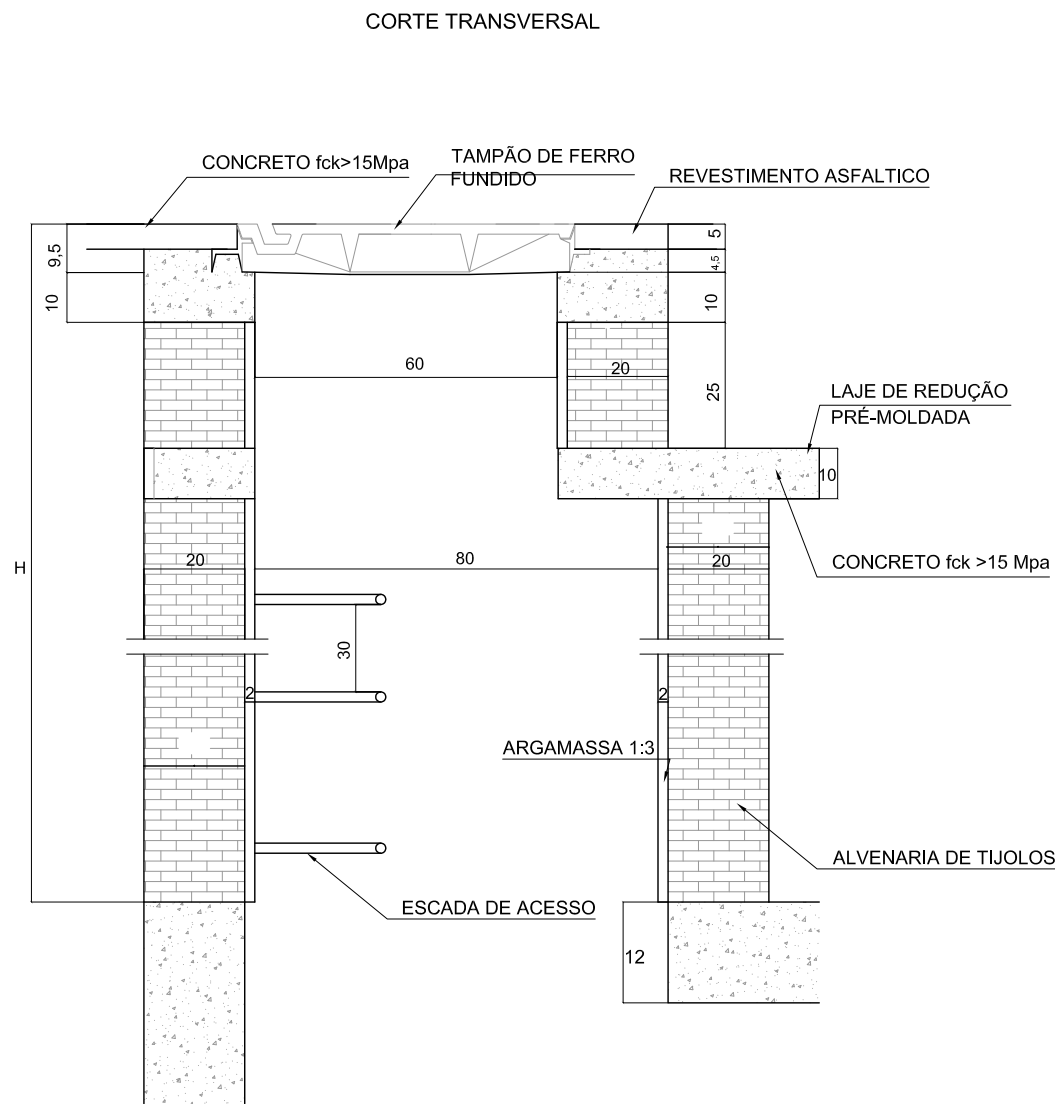 CORTE TRANSVERSAL
CONCRETO fck>15Mpa
TAMPÃO DE FERRO
FUNDIDO
REVESTIMENTO ASFALTICO
5
9,5
4,5
10
10
60
20
25
LAJE DE REDUÇÃO
PRÉ-MOLDADA
10
H
20
80
20
CONCRETO fck >15 Mpa
30
2
2
ARGAMASSA 1:3
ALVENARIA DE TIJOLOS
ESCADA DE ACESSO
12